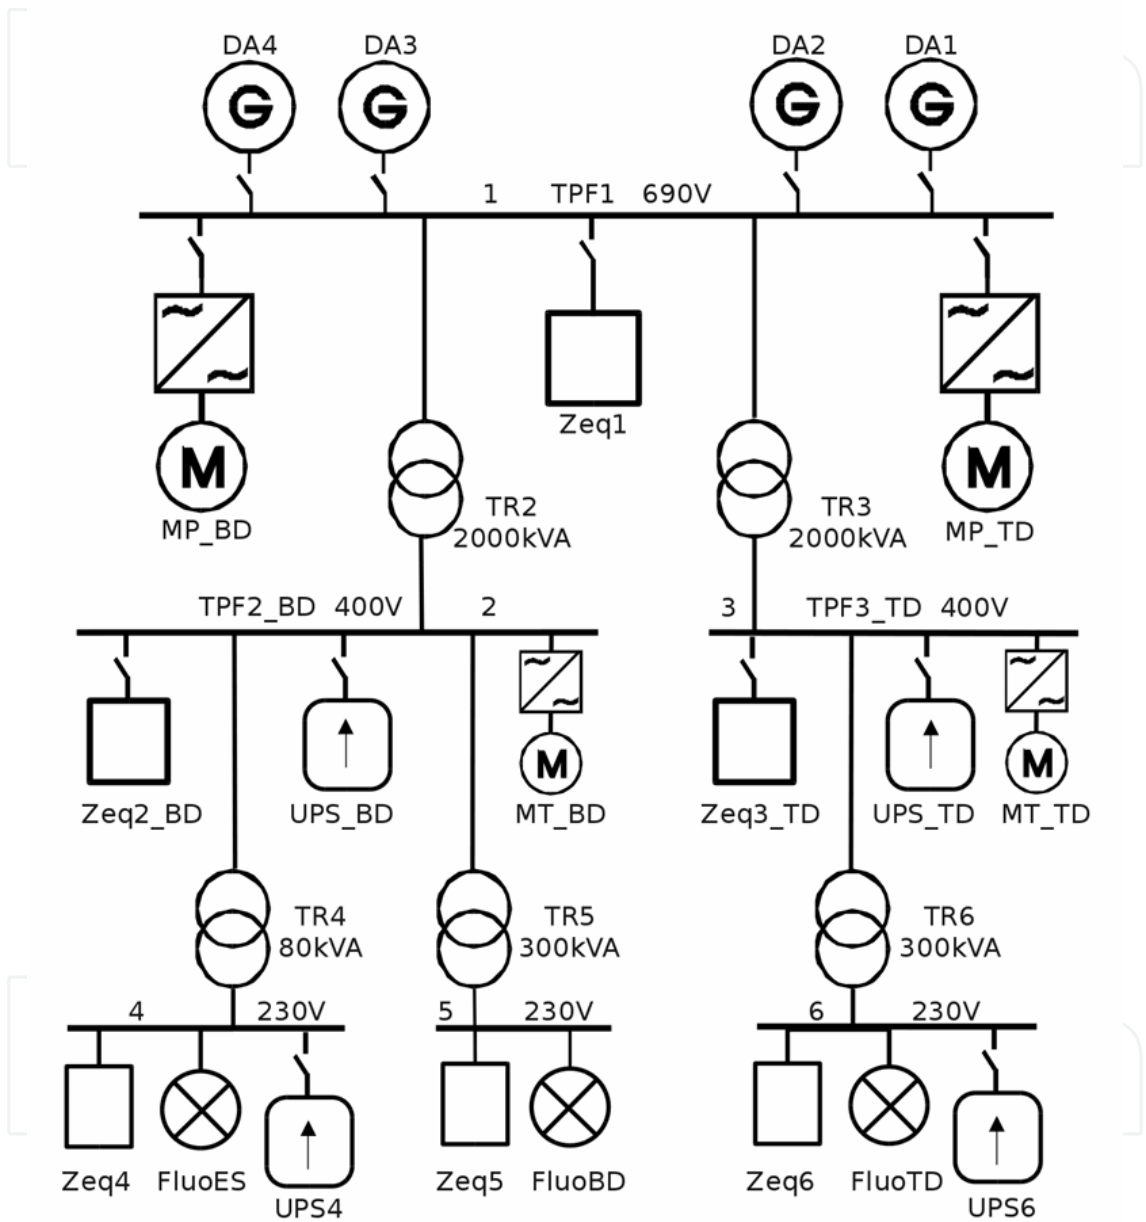 DA4 DA3 DA2 DA1
G G G G
1 TPF1 690V
Zeq1
M M
MP_BD MP_TD
TR2
2000kVA
TR3
2000kVA
TPF2_BD 400V 2
3 TPF3_TD 400V
M M
Zeq2_BD UPS_BD MT_BD Zeq3_TD UPS_TD MT_TD
TR4
80kVA
TR5
300kVA
TR6
300kVA
4 230V 5 230V 6 230V
Zeq4 FluoES UPS4 Zeq5 FluoBD Zeq6 FluoTD UPS6